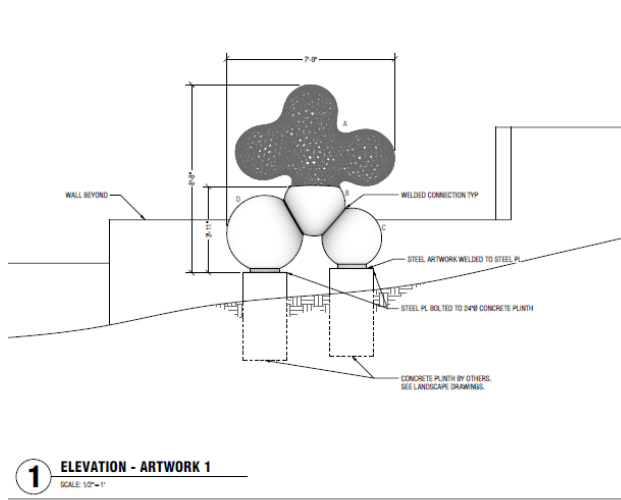 7'-9"
A
8'-8"
WALL BEYOND
D
B
WELDED CONNECTION TYP
3'-11"
C
STEEL ARTWORK WELDED TO STEEL PL
STEEL PL BOLTED TO 24"Ø CONCRETE PLINTH
CONCRETE PLINTH BY OTHERS.
SEE LANDSCAPE DRAWINGS.
1
ELEVATION - ARTWORK 1
SCALE: 1/2"=1'